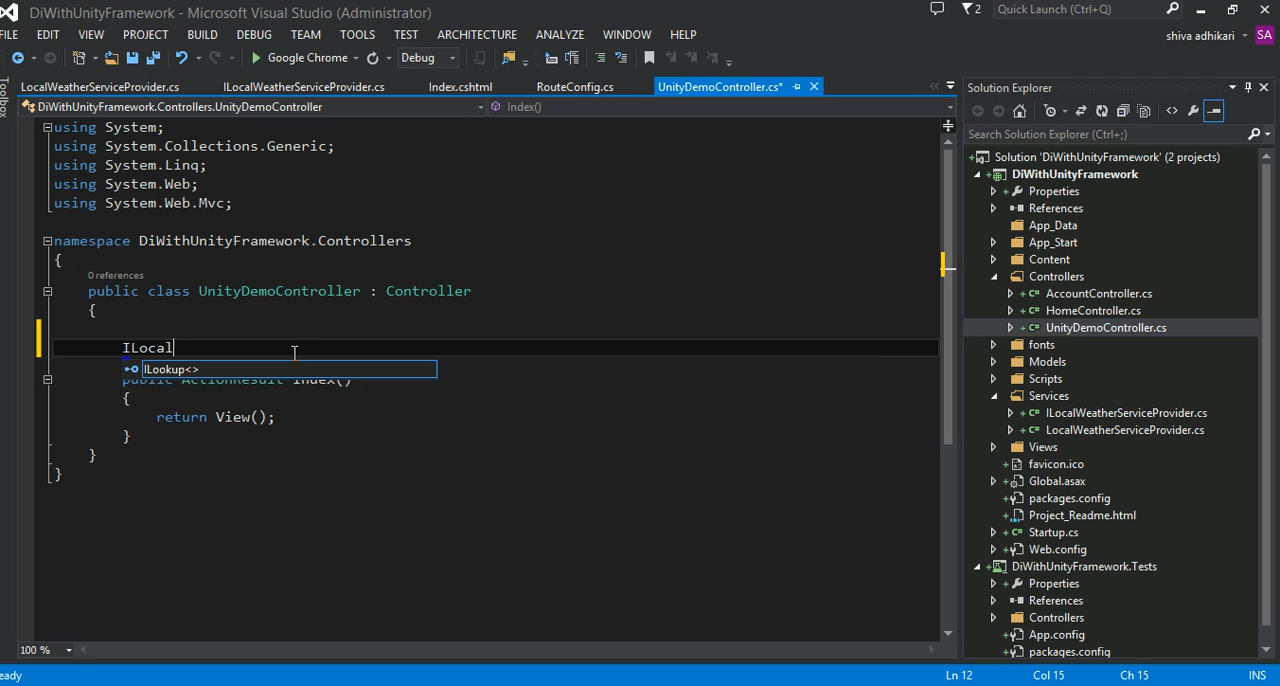 DiWithUnityFramework - Microsoft Visual Studio (Administrator)
2
Quick Launch (Ctrl+Q)
FILE EDIT VIEW PROJECT BUILD DEBUG TEAM TOOLS TEST ARCHITECTURE ANALYZE WINDOW HELP
shiva adhikari SA
Google Chrome Debug
Toolbox
LocalWeatherServiceProvider.cs ILocalWeatherServiceProvider.cs Index.cshtml RouteConfig.cs UnityDemoController.cs*
DiWithUnityFramework.Controllers.UnityDemoController Index()
using System;
using System.Collections.Generic;
using System.Linq;
using System.Web;
using System.Web.Mvc;
namespace DiWithUnityFramework.Controllers
{
0 references
public class UnityDemoController : Controller
{
ILocal
ILookup<>
public ActionResult Index()
{
return View();
}
}
}
100 %
Solution Explorer
Search Solution Explorer (Ctrl+;)
Solution 'DiWithUnityFramework' (2 projects)
DiWithUnityFramework
Properties
References
App_Data
App_Start
Content
Controllers
AccountController.cs
HomeController.cs
UnityDemoController.cs
fonts
Models
Scripts
Services
ILocalWeatherServiceProvider.cs
LocalWeatherServiceProvider.cs
Views
favicon.ico
Global.asax
packages.config
Project_Readme.html
Startup.cs
Web.config
DiWithUnityFramework.Tests
Properties
References
Controllers
App.config
packages.config
eady Ln 12 Col 15 Ch 15 INS